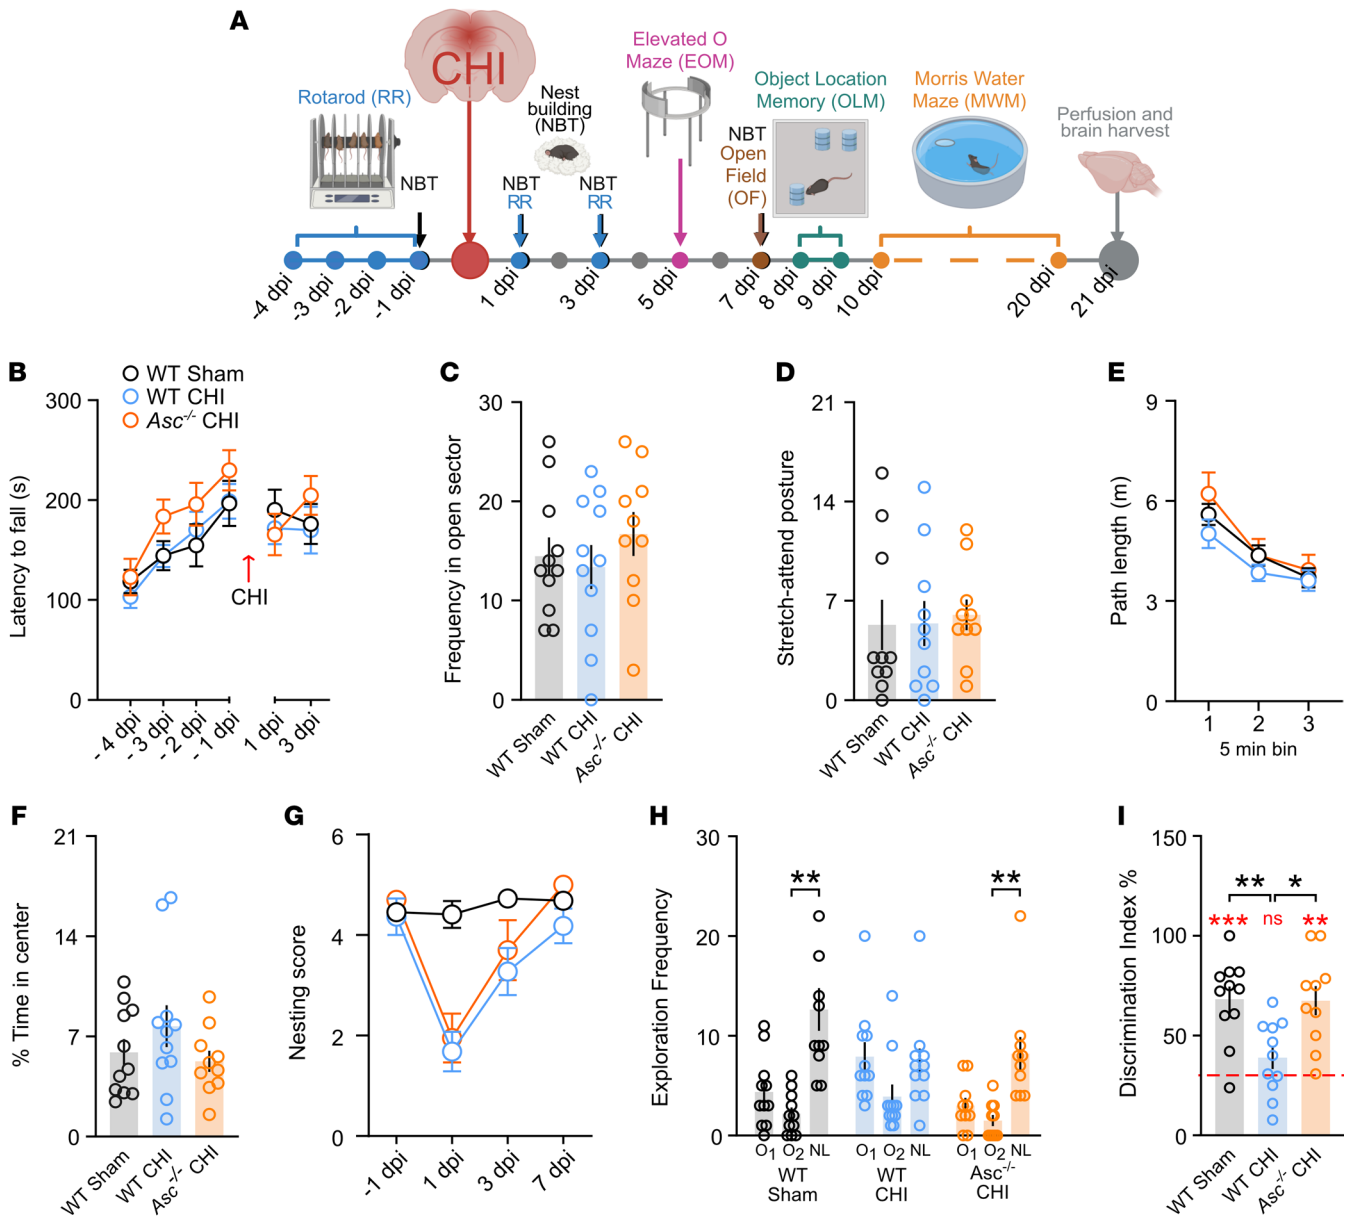 A
CHI
Rotarod (RR)
NBT
Nest
building
(NBT)
NBT
RR
NBT
RR
Elevated O
Maze (EOM)
NBT
Open
Field
(OF)
Object Location
Memory (OLM)
Morris Water
Maze (MWM)
Perfusion and
brain harvest
-4 dpi
-3 dpi
-2 dpi
-1 dpi
1 dpi
3 dpi
5 dpi
7 dpi
8 dpi
9 dpi
10 dpi
20 dpi
21 dpi
B
WT Sham
WT CHI
Asc-/- CHI
Latency to fall (s)
300
200
100
0
CHI
- 4 dpi
- 3 dpi
- 2 dpi
- 1 dpi
1 dpi
3 dpi
C
Frequency in open sector
30
20
10
0
WT Sham
WT CHI
Asc-/- CHI
D
Stretch-attend posture
21
14
7
0
WT Sham
WT CHI
Asc-/- CHI
E
Path length (m)
9
6
3
0
1 2 3
5 min bin
F
% Time in center
21
14
7
0
WT Sham
WT CHI
Asc-/- CHI
G
Nesting score
6
4
2
0
-1 dpi
1 dpi
3 dpi
7 dpi
H
Exploration Frequency
30
20
10
0
**
**
O1 O2 NL
WT
Sham
O1 O2 NL
WT
CHI
O1 O2 NL
Asc-/-
CHI
I
Discrimination Index %
150
100
50
0
** *
*** ns **
WT Sham
WT CHI
Asc-/- CHI